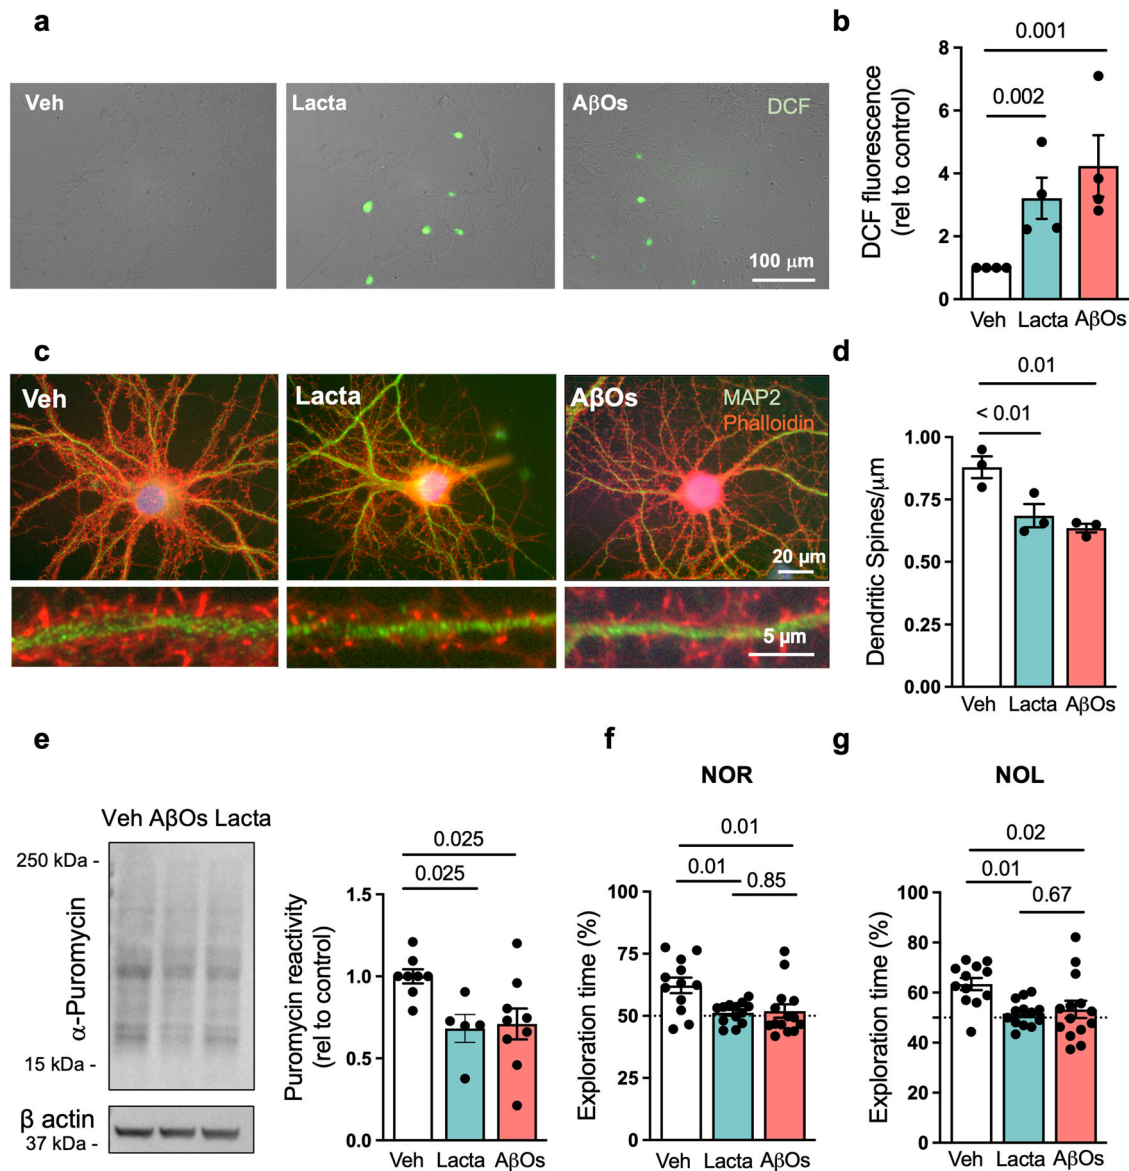 a
Veh
Lacta
AβOs
DCF
100 μm
b
0.001
0.002
DCF fluorescence
(rel to control)
8
6
4
2
0
Veh Lacta AβOs
c
Veh
Lacta
AβOs
MAP2
Phalloidin
20 μm
5 μm
d
0.01
< 0.01
Dendritic Spines/μm
1.00
0.75
0.50
0.25
0.00
Veh Lacta AβOs
e
Veh AβOs Lacta
250 kDa -
α-Puromycin
15 kDa -
β actin
37 kDa -
0.025
0.025
Puromycin reactivity
(rel to control)
1.5
1.0
0.5
0.0
Veh Lacta AβOs
f
NOR
0.01
0.01
0.85
Exploration time (%)
100
75
50
25
0
Veh Lacta AβOs
g
NOL
0.02
0.01
0.67
Exploration time (%)
100
80
60
40
20
0
Veh Lacta AβOs